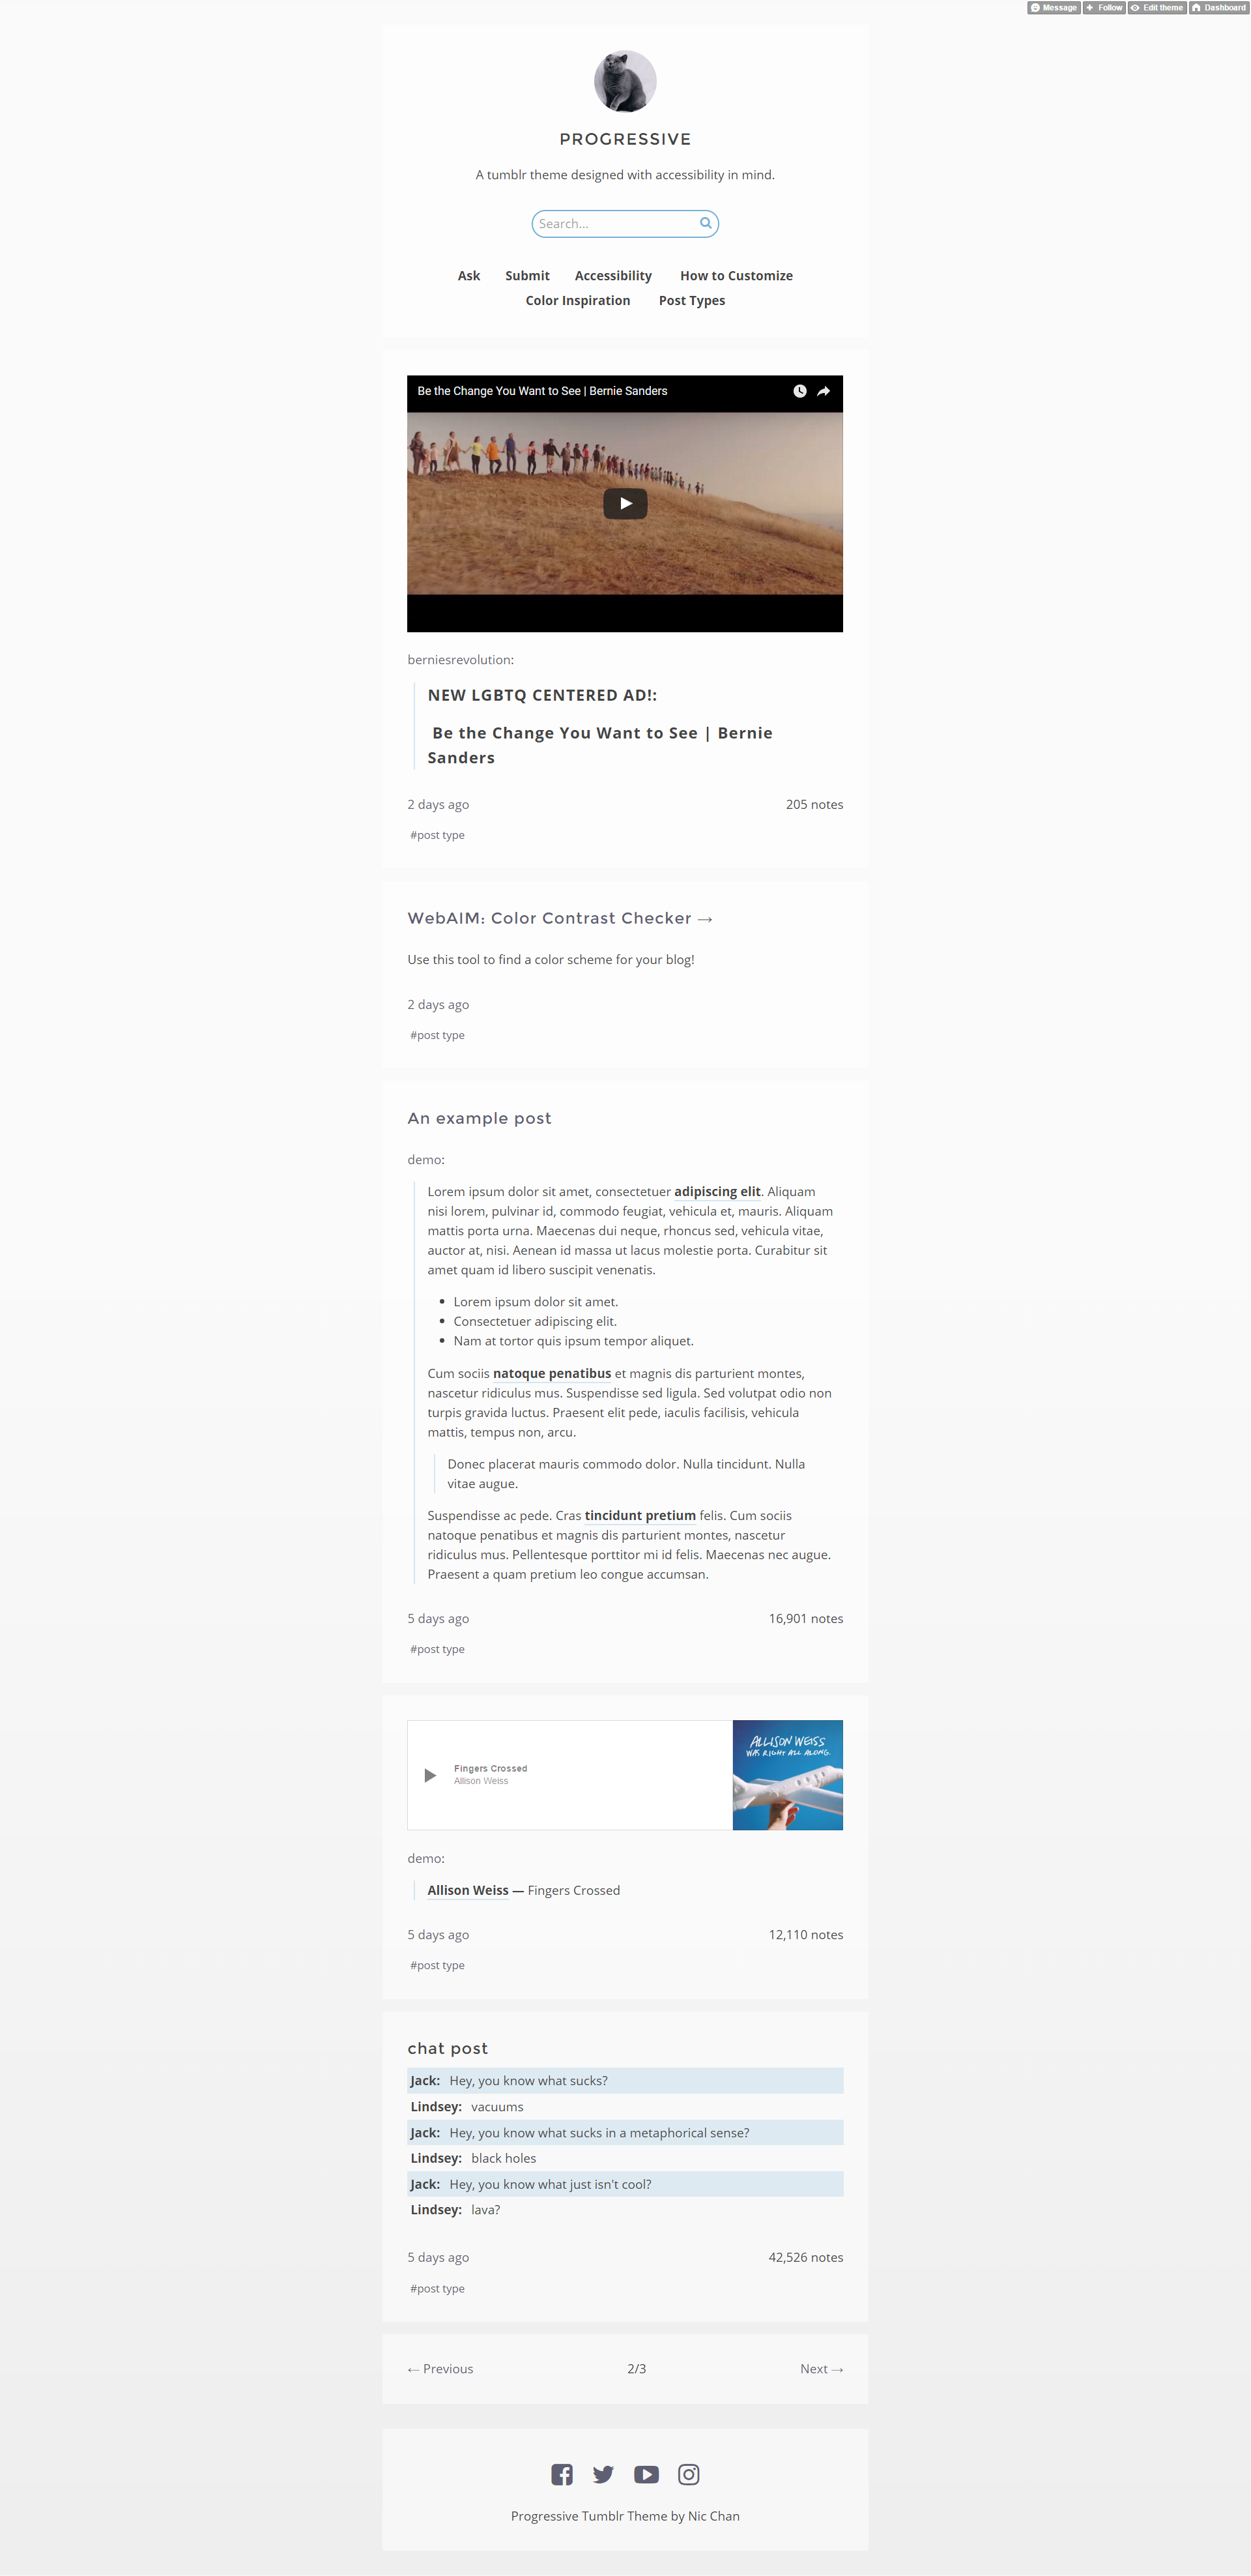 Message Follow Edit theme Dashboard
PROGRESSIVE
A tumblr theme designed with accessibility in mind.
Search...
Ask Submit Accessibility How to Customize
Color Inspiration Post Types
Be the Change You Want to See | Bernie Sanders
berniesrevolution:
NEW LGBTQ CENTERED AD!:
Be the Change You Want to See | Bernie
Sanders
2 days ago 205 notes
#post type
WebAIM: Color Contrast Checker →
Use this tool to find a color scheme for your blog!
2 days ago
#post type
An example post
demo:
Lorem ipsum dolor sit amet, consectetuer adipiscing elit. Aliquam
nisi lorem, pulvinar id, commodo feugiat, vehicula et, mauris. Aliquam
mattis porta urna. Maecenas dui neque, rhoncus sed, vehicula vitae,
auctor at, nisi. Aenean id massa ut lacus molestie porta. Curabitur sit
amet quam id libero suscipit venenatis.
• Lorem ipsum dolor sit amet.
• Consectetuer adipiscing elit.
• Nam at tortor quis ipsum tempor aliquet.
Cum sociis natoque penatibus et magnis dis parturient montes,
nascetur ridiculus mus. Suspendisse sed ligula. Sed volutpat odio non
turpis gravida luctus. Praesent elit pede, iaculis facilisis, vehicula
mattis, tempus non, arcu.
Donec placerat mauris commodo dolor. Nulla tincidunt. Nulla
vitae augue.
Suspendisse ac pede. Cras tincidunt pretium felis. Cum sociis
natoque penatibus et magnis dis parturient montes, nascetur
ridiculus mus. Pellentesque porttitor mi id felis. Maecenas nec augue.
Praesent a quam pretium leo congue accumsan.
5 days ago 16,901 notes
#post type
Fingers Crossed
Allison Weiss
ALLISON WEISS
WAS RIGHT ALL ALONG.
demo:
Allison Weiss — Fingers Crossed
5 days ago 12,110 notes
#post type
chat post
Jack: Hey, you know what sucks?
Lindsey: vacuums
Jack: Hey, you know what sucks in a metaphorical sense?
Lindsey: black holes
Jack: Hey, you know what just isn't cool?
Lindsey: lava?
5 days ago 42,526 notes
#post type
← Previous 2/3 Next →
Progressive Tumblr Theme by Nic Chan